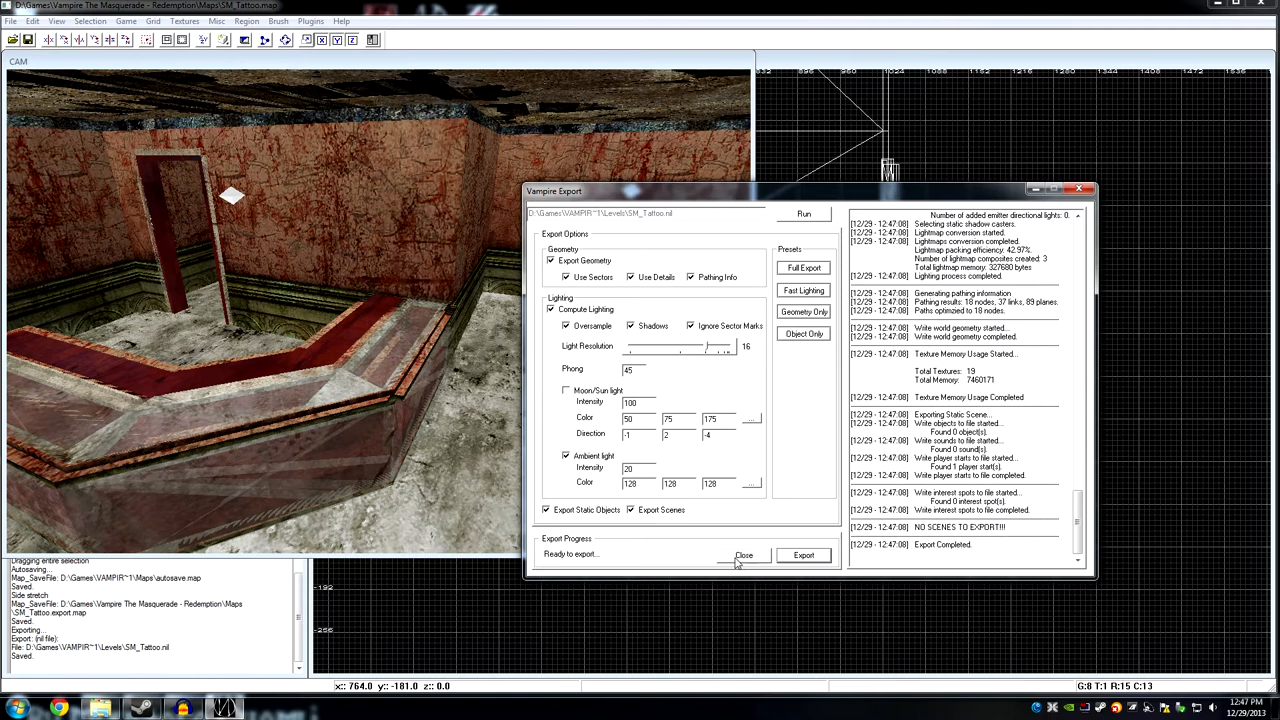 D:\Games\Vampire The Masquerade - Redemption\Maps\SM_Tattoo.map
File Edit View Selection Game Grid Textures Misc Region Brush Plugins Help
CAM
832 896 960 1024 1088 1152 1216 1280 1344 1408 1472 1536
Vampire Export
D:\Games\VAMPIR~1\Levels\SM_Tattoo.nil
Run
Export Options
Geometry
Export Geometry
Use Sectors Use Details Pathing Info
Lighting
Compute Lighting
Oversample Shadows Ignore Sector Marks
Light Resolution 16
Phong 45
Moon/Sun light
Intensity 100
Color 50 75 175 ...
Direction -1 2 -4
Ambient light
Intensity 20
Color 128 128 128 ...
Export Static Objects Export Scenes
Presets
Full Export
Fast Lighting
Geometry Only
Object Only
Export Progress
Ready to export...
Close Export
Number of added emitter directional lights: 0.
[12/29 - 12:47:08] Selecting static shadow casters.
[12/29 - 12:47:08] Lightmap conversion started.
[12/29 - 12:47:08] Lightmaps conversion completed.
Lightmap packing efficiency: 42.97%.
Number of lightmap composites created: 3
Total lightmap memory: 327680 bytes
[12/29 - 12:47:08] Lighting process completed.
[12/29 - 12:47:08] Generating pathing information
[12/29 - 12:47:08] Pathing results: 18 nodes, 37 links, 89 planes.
[12/29 - 12:47:08] Paths optimzied to 18 nodes.
[12/29 - 12:47:08] Write world geometry started...
[12/29 - 12:47:08] Write world geometry completed.
[12/29 - 12:47:08] Texture Memory Usage Started...
Total Textures: 19
Total Memory: 7460171
[12/29 - 12:47:08] Texture Memory Usage Completed
[12/29 - 12:47:08] Exporting Static Scene...
[12/29 - 12:47:08] Write objects to file started...
Found 0 object(s).
[12/29 - 12:47:08] Write sounds to file started...
Found 0 sound(s).
[12/29 - 12:47:08] Write player starts to file started...
Found 1 player start(s).
[12/29 - 12:47:08] Write player starts to file completed.
[12/29 - 12:47:08] Write interest spots to file started...
Found 0 interest spot(s).
[12/29 - 12:47:08] Write interest spots to file completed.
[12/29 - 12:47:08] NO SCENES TO EXPORT!!!
[12/29 - 12:47:08] Export Completed.
Dragging entire selection
Autosaving...
Map_SaveFile: D:\Games\VAMPIR~1\Maps\autosave.map
Saved.
Side stretch
Map_SaveFile: D:\Games\Vampire The Masquerade - Redemption\Maps
\SM_Tattoo.export.map
Saved.
Exporting...
Export: (nil file):
File: D:\Games\VAMPIR~1\Levels\SM_Tattoo.nil
Saved.
-192
-256
x:: 764.0 y:: -181.0 z:: 0.0
G:8 T:1 R:15 C:13
12:47 PM
12/29/2013